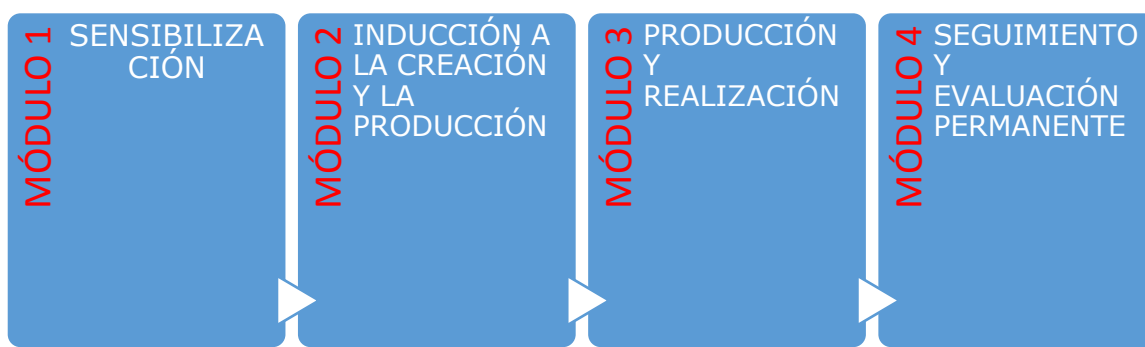 MÓDULO 1
SENSIBILIZA
CIÓN
MÓDULO 2
INDUCCIÓN A
LA CREACIÓN
Y LA
PRODUCCIÓN
MÓDULO 3
PRODUCCIÓN
Y
REALIZACIÓN
MÓDULO 4
SEGUIMIENTO
Y
EVALUACIÓN
PERMANENTE